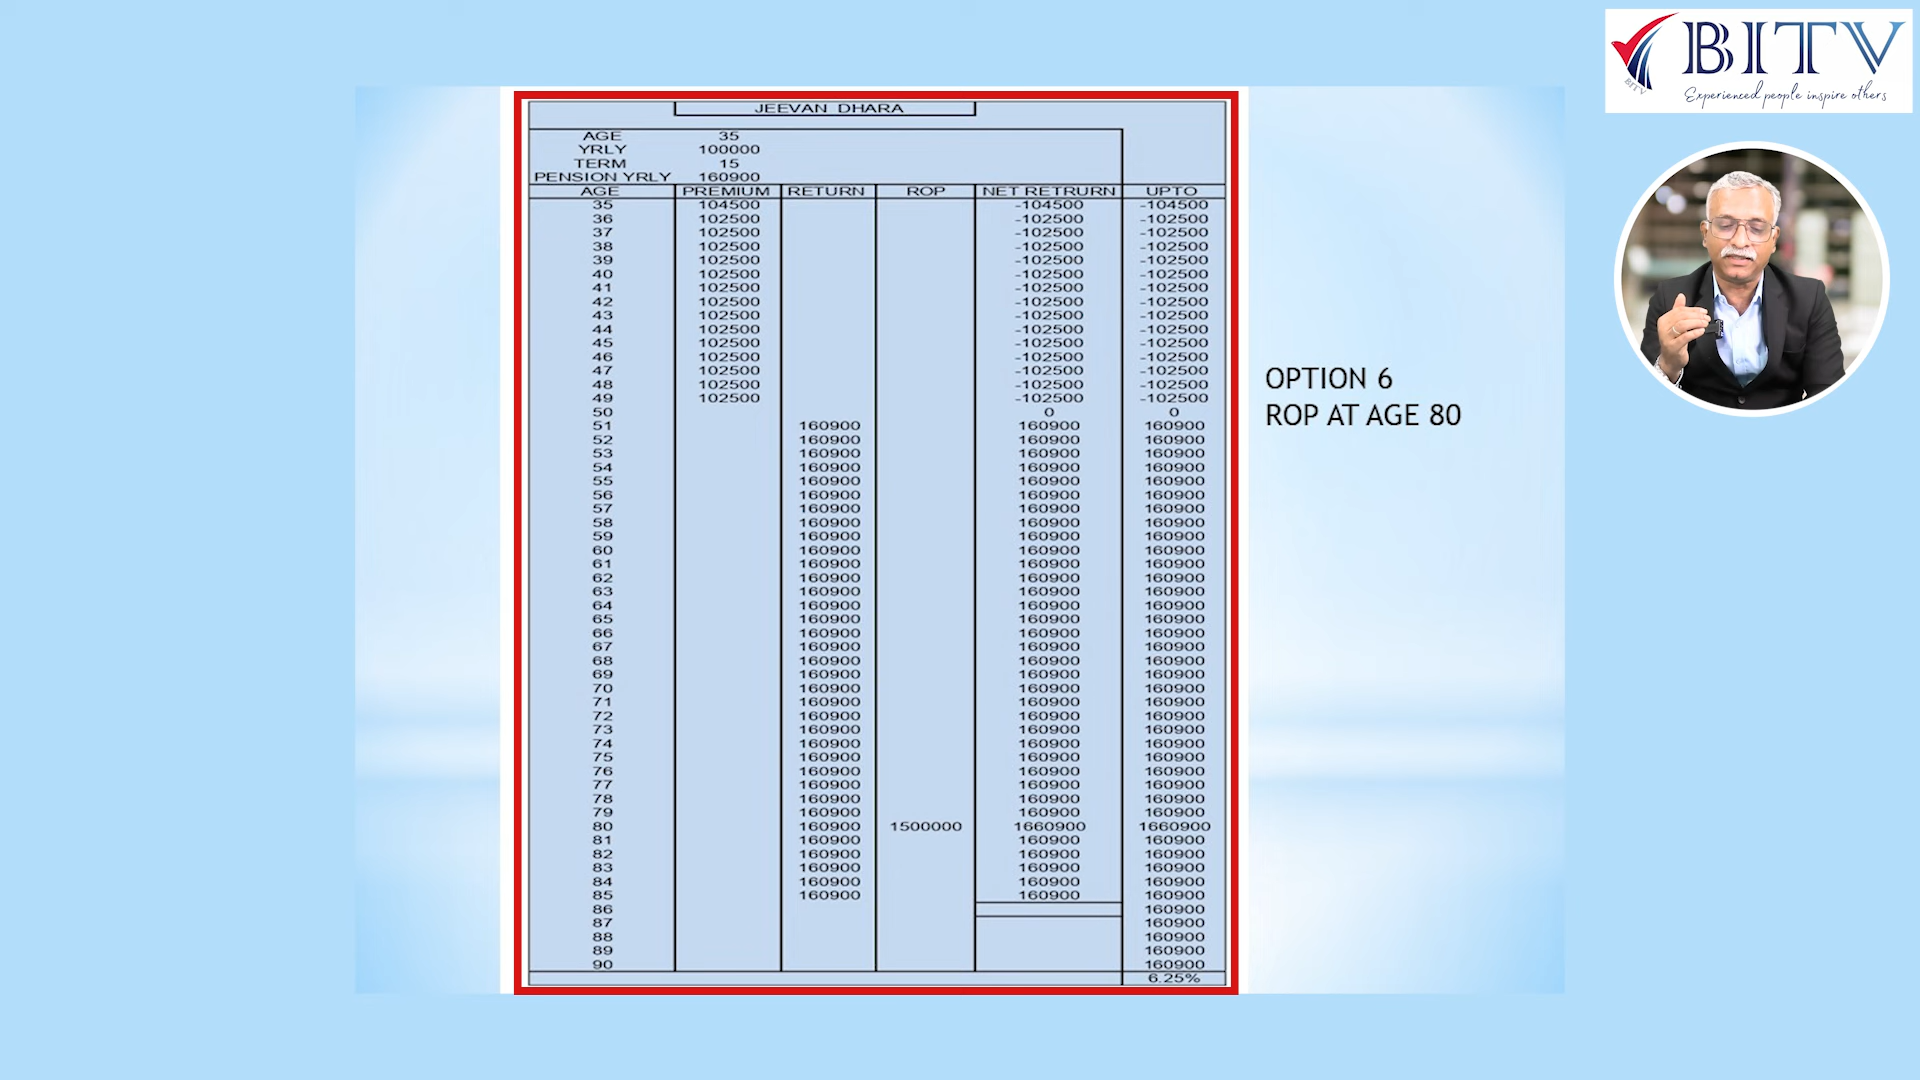 BITV
Experienced people inspire others
BITV
JEEVAN DHARA
AGE 35
YRLY 100000
TERM 15
PENSION YRLY 160900
AGE PREMIUM RETURN ROP NET RETRURN UPTO
35 104500 -104500 -104500
36 102500 -102500 -102500
37 102500 -102500 -102500
38 102500 -102500 -102500
39 102500 -102500 -102500
40 102500 -102500 -102500
41 102500 -102500 -102500
42 102500 -102500 -102500
43 102500 -102500 -102500
44 102500 -102500 -102500
45 102500 -102500 -102500
46 102500 -102500 -102500
47 102500 -102500 -102500
48 102500 -102500 -102500
49 102500 -102500 -102500
50 0 0
51 160900 160900 160900
52 160900 160900 160900
53 160900 160900 160900
54 160900 160900 160900
55 160900 160900 160900
56 160900 160900 160900
57 160900 160900 160900
58 160900 160900 160900
59 160900 160900 160900
60 160900 160900 160900
61 160900 160900 160900
62 160900 160900 160900
63 160900 160900 160900
64 160900 160900 160900
65 160900 160900 160900
66 160900 160900 160900
67 160900 160900 160900
68 160900 160900 160900
69 160900 160900 160900
70 160900 160900 160900
71 160900 160900 160900
72 160900 160900 160900
73 160900 160900 160900
74 160900 160900 160900
75 160900 160900 160900
76 160900 160900 160900
77 160900 160900 160900
78 160900 160900 160900
79 160900 160900 160900
80 160900 1500000 1660900 1660900
81 160900 160900 160900
82 160900 160900 160900
83 160900 160900 160900
84 160900 160900 160900
85 160900 160900 160900
86 160900
87 160900
88 160900
89 160900
90 160900
6.25%
OPTION 6
ROP AT AGE 80